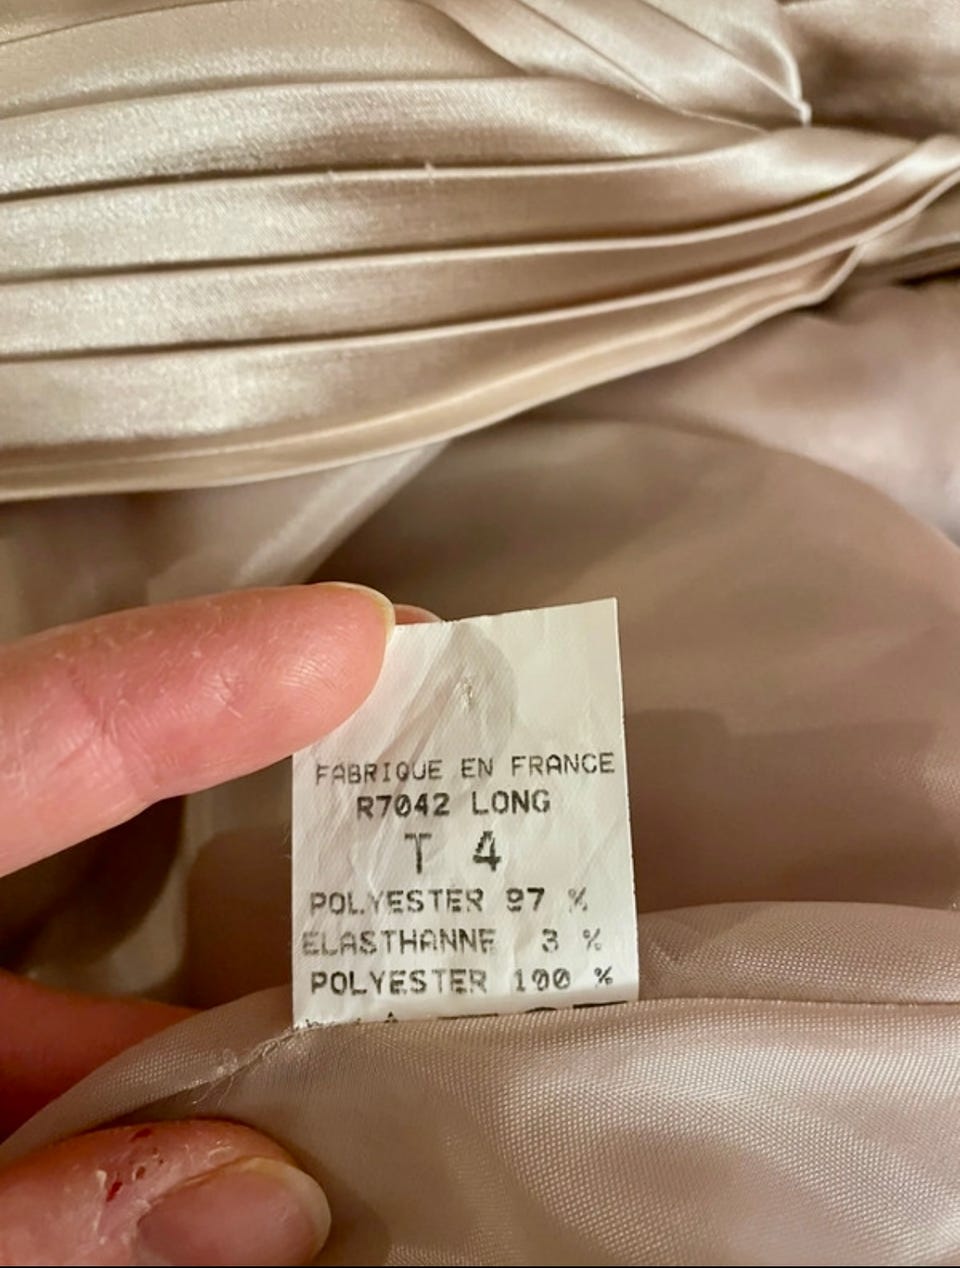 FABRIQUE EN FRANCE
R7042 LONG
T 4
POLYESTER 97 %
ELASTHANNE 3 %
POLYESTER 100 %